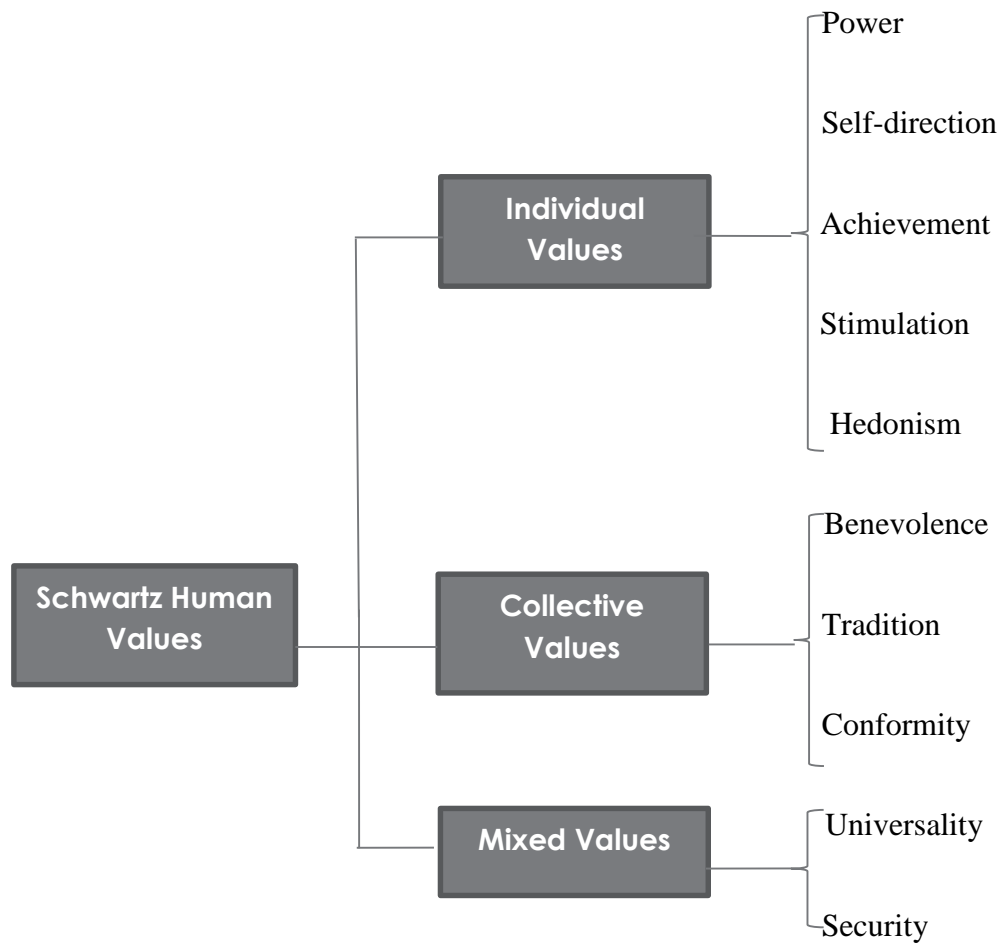 Schwartz Human
Values
Individual
Values
Power
Self-direction
Achievement
Stimulation
Hedonism
Collective
Values
Benevolence
Tradition
Conformity
Mixed Values
Universality
Security